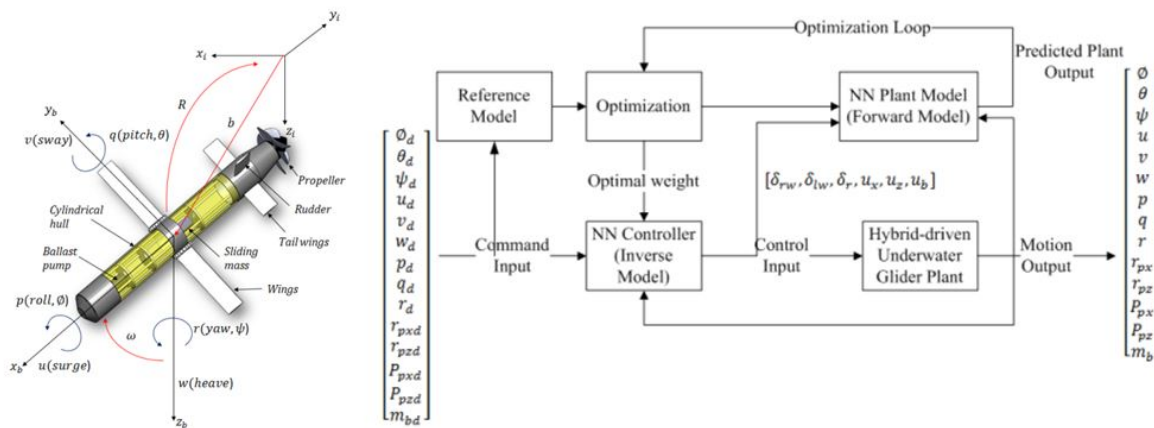 y_i
x_i
R
b
z_i
y_b
v(sway)
q(pitch,θ)
Propeller
Rudder
Cylindrical
hull
Tail wings
Ballast
pump
Sliding
mass
Wings
p(roll,∅)
r(yaw,ψ)
ω
x_b
u(surge)
w(heave)
z_b
∅_d
θ_d
ψ_d
u_d
v_d
w_d
p_d
q_d
r_d
r_pxd
r_pzd
P_pxd
P_pzd
m_bd
Optimization Loop
Predicted Plant
Output
Reference
Model
Optimization
NN Plant Model
(Forward Model)
Optimal weight
[δ_rw, δ_lw, δ_r, u_x, u_z, u_b]
Command
Input
NN Controller
(Inverse
Model)
Control
Input
Hybrid-driven
Underwater
Glider Plant
Motion
Output
∅
θ
ψ
u
v
w
p
q
r
r_px
r_pz
P_px
P_pz
m_b